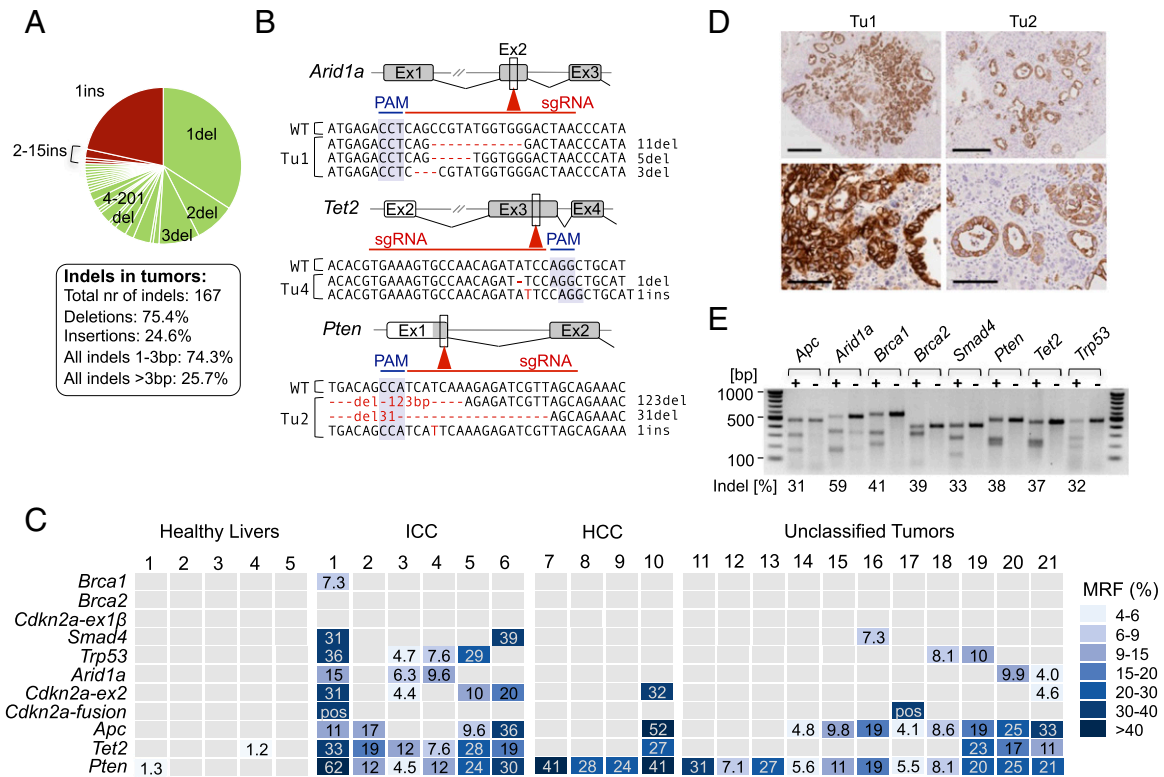 A
1ins
1del
2-15ins
4-201
del
2del
3del
Indels in tumors:
Total nr of indels: 167
Deletions: 75.4%
Insertions: 24.6%
All indels 1-3bp: 74.3%
All indels >3bp: 25.7%
B
Ex2
Arid1a Ex1 // Ex3
PAM sgRNA
WT ATGAGACCTCAGCCGTATGGTGGGACTAACCCATA
ATGAGACCTCAG-----------GACTAACCCATA 11del
Tu1 ATGAGACCTCAG-----TGGTGGGACTAACCCATA 5del
ATGAGACCTC---CGTATGGTGGGACTAACCCATA 3del
Tet2 Ex2 // Ex3 Ex4
sgRNA PAM
WT ACACGTGAAAGTGCCAACAGATATCCAGGCTGCAT
Tu4 ACACGTGAAAGTGCCAACAGAT-TCCAGGCTGCAT 1del
ACACGTGAAAGTGCCAACAGATATTCCAGGCTGCAT 1ins
Pten Ex1 Ex2
PAM sgRNA
WT TGACAGCCATCATCAAAGAGATCGTTAGCAGAAAC
---del-123bp-----AGAGATCGTTAGCAGAAAC 123del
Tu2 ---del31------------------AGCAGAAAC 31del
TGACAGCCATCATTCAAAGAGATCGTTAGCAGAAA 1ins
D
Tu1 Tu2
E
Apc Arid1a Brca1 Brca2 Smad4 Pten Tet2 Trp53
[bp] + - + - + - + - + - + - + - + -
1000
500
100
Indel [%] 31 59 41 39 33 38 37 32
C
Healthy Livers ICC HCC Unclassified Tumors
1 2 3 4 5 1 2 3 4 5 6 7 8 9 10 11 12 13 14 15 16 17 18 19 20 21
Brca1 7.3
Brca2
Cdkn2a-ex1β
Smad4 31 39 7.3
Trp53 36 4.7 7.6 29 8.1 10
Arid1a 15 6.3 9.6 9.9 4.0
Cdkn2a-ex2 31 4.4 10 20 32 4.6
Cdkn2a-fusion pos pos
Apc 11 17 9.6 36 52 4.8 9.8 19 4.1 8.6 19 25 33
Tet2 1.2 33 19 12 7.6 28 19 27 23 17 11
Pten 1.3 62 12 4.5 12 24 30 41 28 24 41 31 7.1 27 5.6 11 19 5.5 8.1 20 25 21
MRF (%)
4-6
6-9
9-15
15-20
20-30
30-40
>40